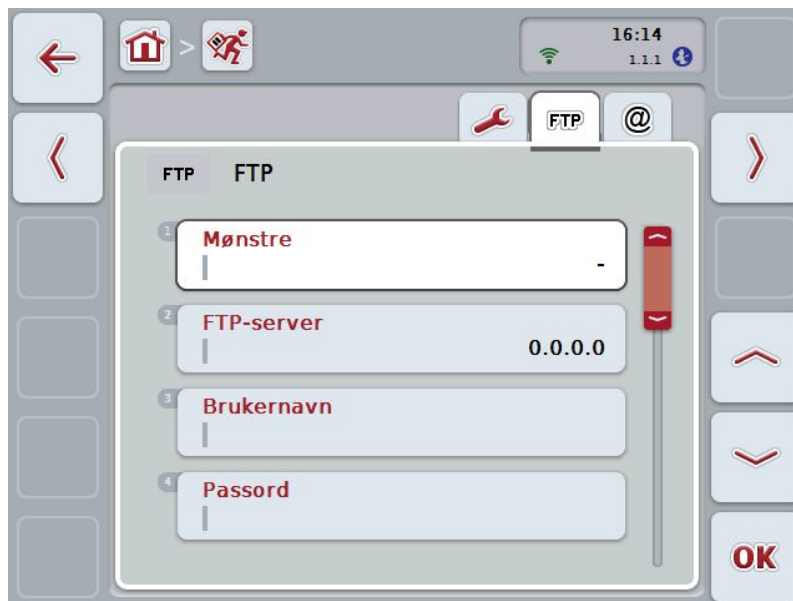 16:14
1.1.1
FTP
@
FTP FTP
1
Mønstre
-
2
FTP-server
0.0.0.0
3
Brukernavn
4
Passord
OK